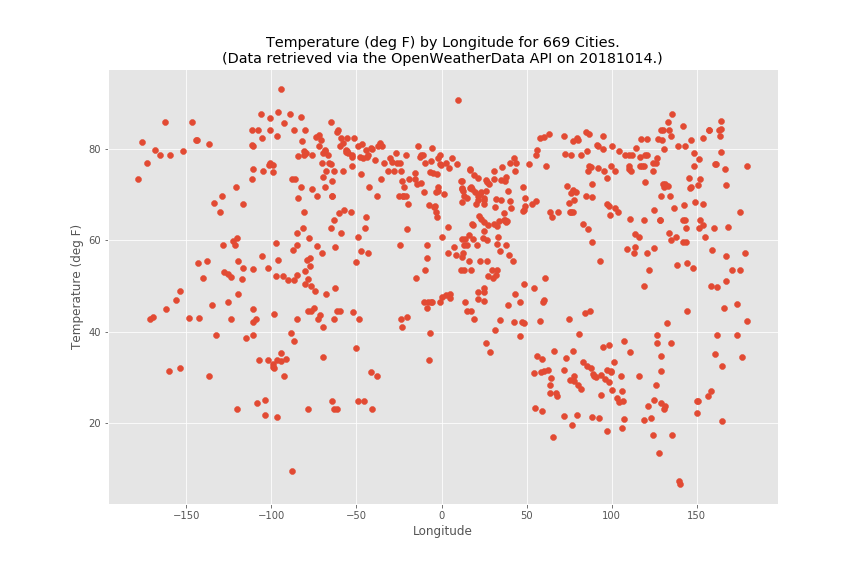 Temperature (deg F) by Longitude for 669 Cities.
(Data retrieved via the OpenWeatherData API on 20181014.)
Temperature (deg F)
80
60
40
20
−150
−100
−50
0
50
100
150
Longitude